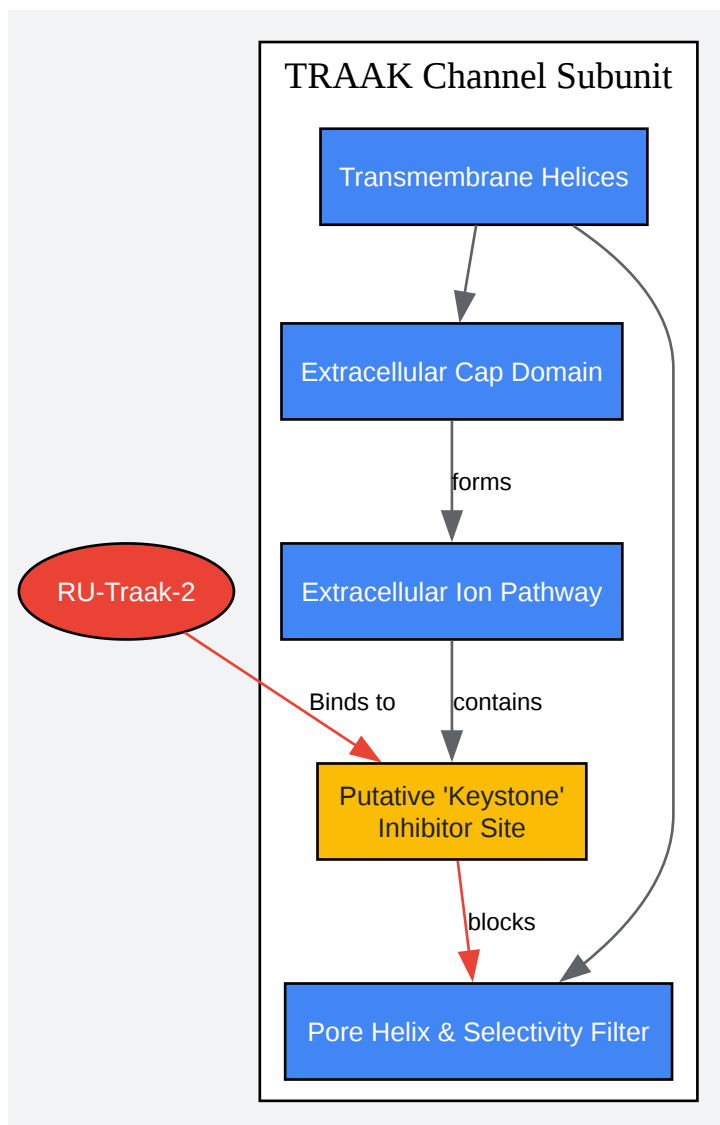 TRAAK Channel Subunit
Transmembrane Helices
Extracellular Cap Domain
forms
RU-Traak-2
Extracellular Ion Pathway
Binds to
contains
Putative 'Keystone'
Inhibitor Site
blocks
Pore Helix & Selectivity Filter